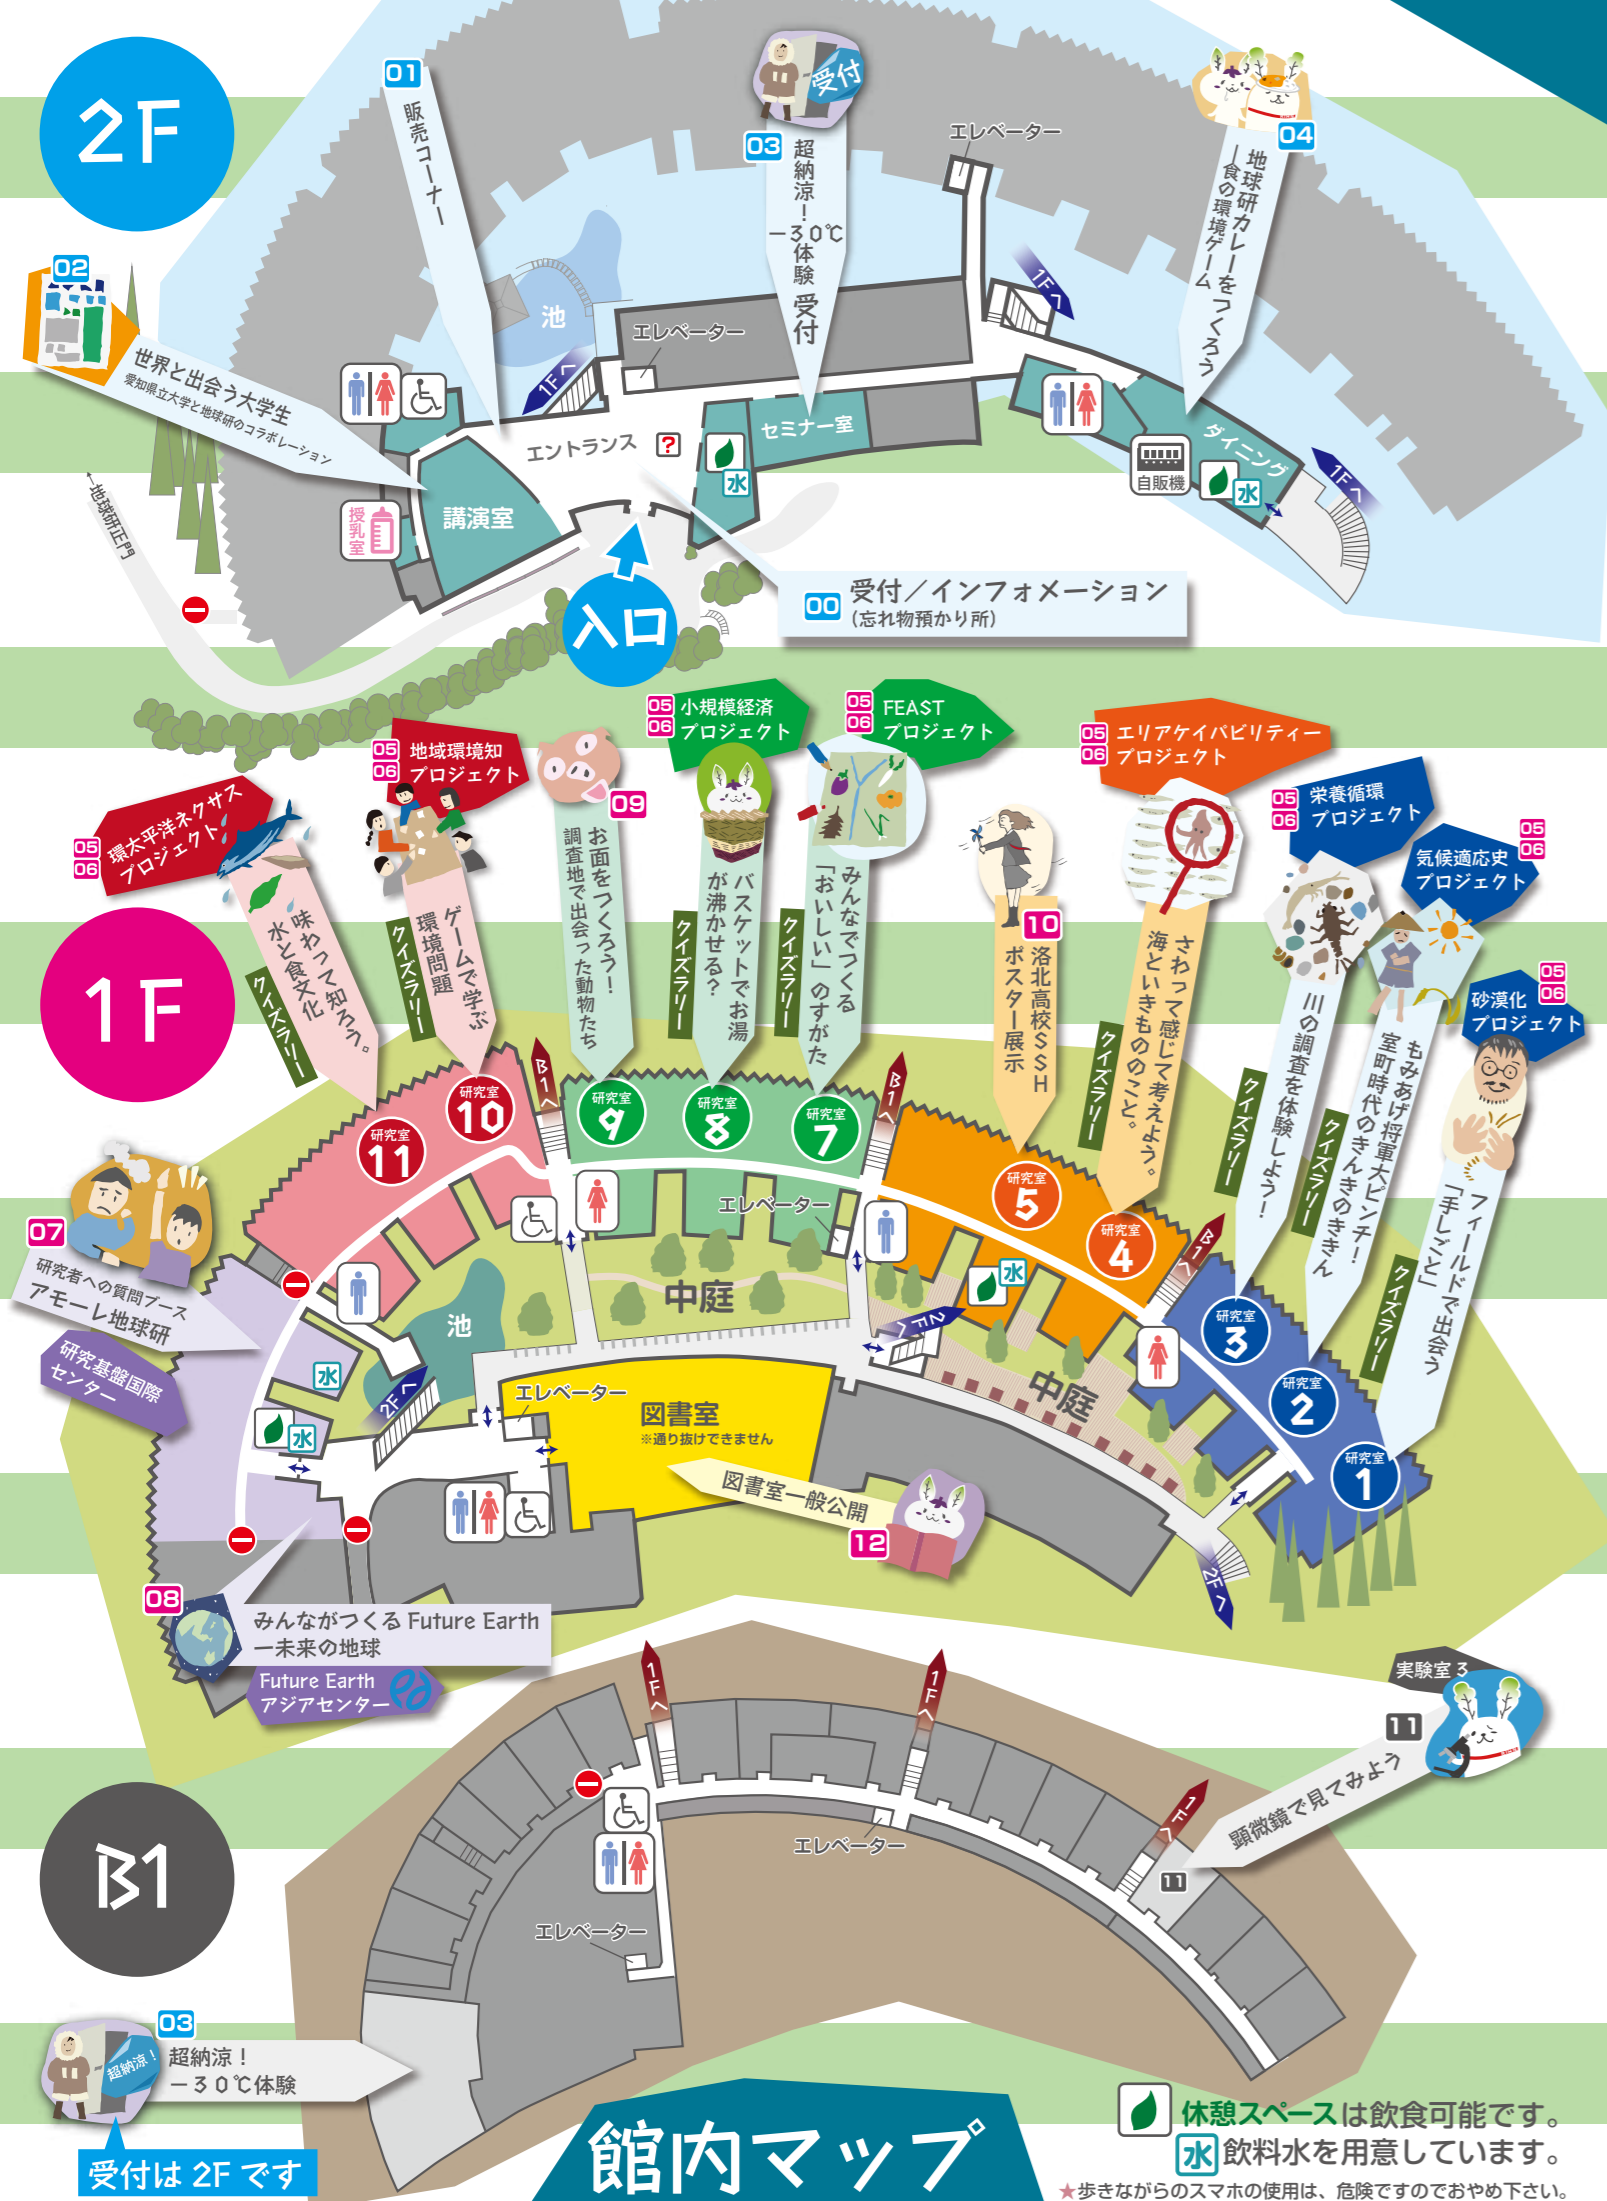 2F
01
販売コーナー
受付
03
超納涼！
－30℃
体験 受付
エレベーター
04
地球研カレーをつくろう
―食の環境ゲーム
02
世界と出会う大学生
愛知県立大学と地球研のコラボレーション
池
エレベーター
1Fへ
1Fへ
エントランス
?
セミナー室
水
ダイニング
自販機
水
1Fへ
講演室
授乳室
←地球研正門
入口
00
受付／インフォメーション
(忘れ物預かり所)
1F
05
06
環太平洋ネクサス
プロジェクト
味わって知ろう。
水と食文化
クイズラリー
05
06
地域環境知
プロジェクト
ゲームで学ぶ
環境問題
クイズラリー
09
お面をつくろう！
調査地で出会った動物たち
05
06
小規模経済
プロジェクト
バスケットでお湯
が沸かせる？
クイズラリー
05
06
FEAST
プロジェクト
みんなでつくる
「おいしい」のすがた
クイズラリー
10
洛北高校SSH
ポスター展示
05
06
エリアケイパビリティー
プロジェクト
さわって感じて考えよう。
海といきもののこと。
クイズラリー
05
06
栄養循環
プロジェクト
川の調査を体験しよう！
クイズラリー
05
06
気候適応史
プロジェクト
もみあげ将軍大ピンチ！
室町時代のききんのききん
クイズラリー
05
06
砂漠化
プロジェクト
フィールドで出会う
「手しごと」
クイズラリー
B1へ
B1へ
B1へ
研究室
11
研究室
10
研究室
9
研究室
8
研究室
7
研究室
5
研究室
4
研究室
3
研究室
2
研究室
1
エレベーター
07
研究者への質問ブース
アモーレ地球研
研究基盤国際
センター
池
中庭
水
2Fへ
中庭
水
2Fへ
水
エレベーター
図書室
※通り抜けできません
図書室一般公開
12
2Fへ
08
みんながつくる Future Earth
―未来の地球
Future Earth
アジアセンター
B1
1Fへ
1Fへ
1Fへ
実験室 3
11
顕微鏡で見てみよう
11
エレベーター
エレベーター
03
超納涼！
超納涼！
－30℃体験
受付は 2F です
館内マップ
休憩スペースは飲食可能です。
水 飲料水を用意しています。
★歩きながらのスマホの使用は、危険ですのでおやめ下さい。